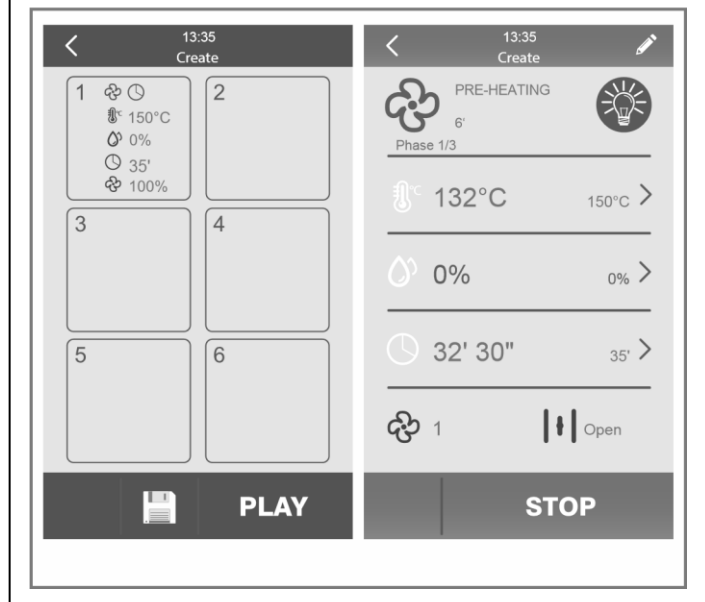 13:35
Create
1
150°C
0%
35'
100%
2
3
4
5
6
PLAY
13:35
Create
PRE-HEATING
6'
Phase 1/3
°C
132°C
150°C
0%
0%
32' 30"
35'
1
Open
STOP